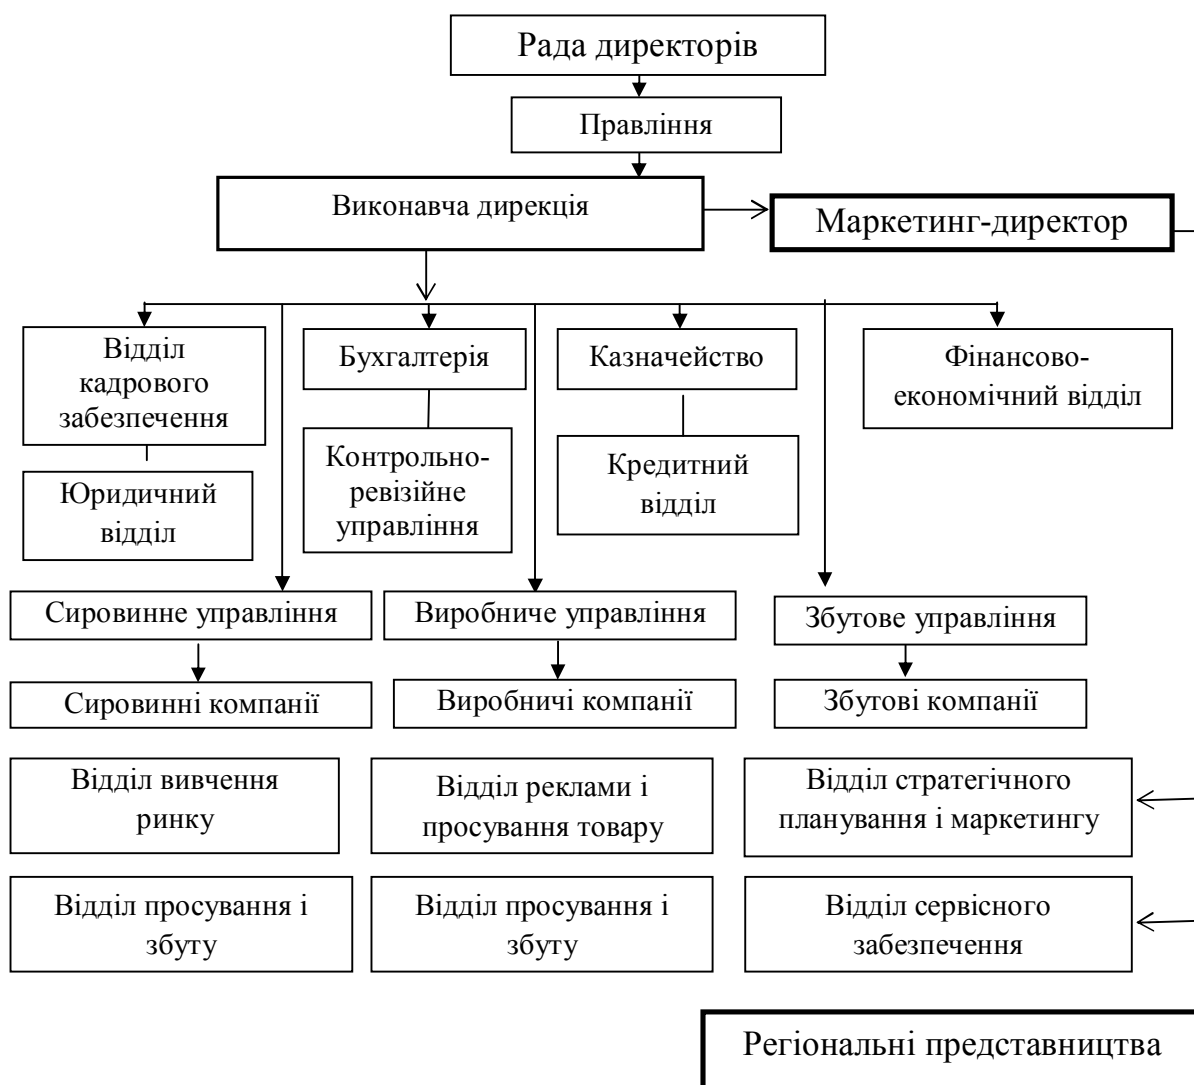 Рада директорів
Правління
Виконавча дирекція
Маркетинг-директор
Відділ
кадрового
забезпечення
Бухгалтерія
Казначейство
Фінансово-
економічний відділ
Юридичний
відділ
Контрольно-
ревізійне
управління
Кредитний
відділ
Сировинне управління
Виробниче управління
Збутове управління
Сировинні компанії
Виробничі компанії
Збутові компанії
Відділ вивчення
ринку
Відділ реклами і
просування товару
Відділ стратегічного
планування і маркетингу
Відділ просування і
збуту
Відділ просування і
збуту
Відділ сервісного
забезпечення
Регіональні представництва